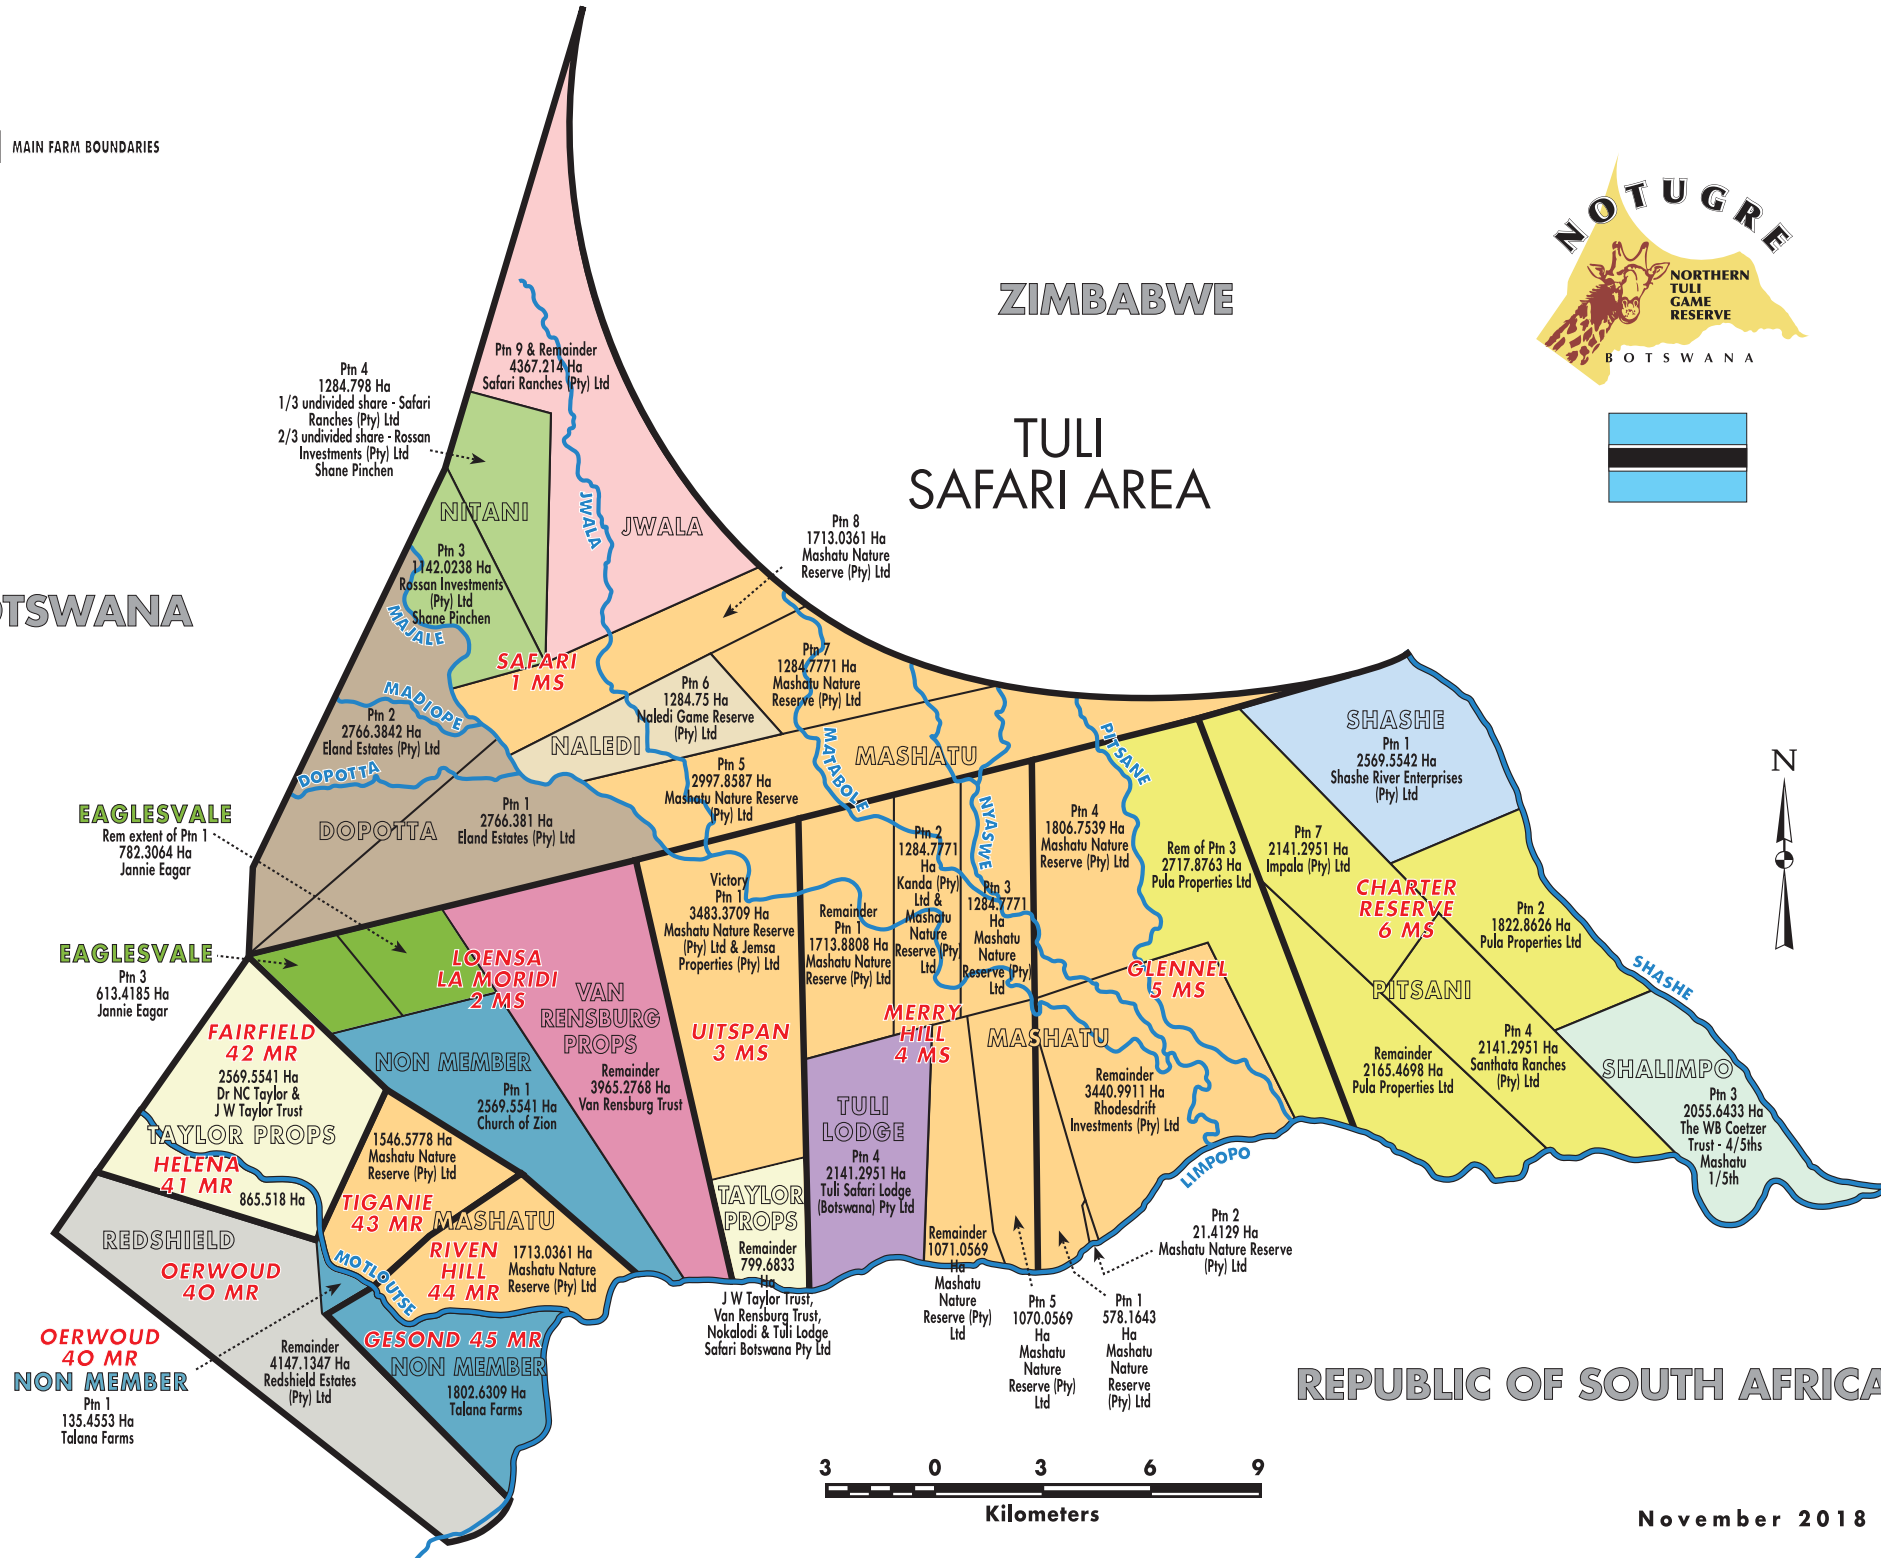 MAIN FARM BOUNDARIES
NOTUGRE
NORTHERN
TULI
GAME
RESERVE
BOTSWANA
ZIMBABWE
TULI
SAFARI AREA
Ptn 9 & Remainder
4367.214 Ha
Safari Ranches (Pty) Ltd
Ptn 4
1284.798 Ha
1/3 undivided share - Safari
Ranches (Pty) Ltd
2/3 undivided share - Rossan
Investments (Pty) Ltd
Shane Pinchen
NITANI
JWALA
JWALA
Ptn 8
1713.0361 Ha
Mashatu Nature
Reserve (Pty) Ltd
Ptn 3
1142.0238 Ha
Rossan Investments
(Pty) Ltd
Shane Pinchen
TSWANA
MAJALE
SAFARI
1 MS
Ptn 7
1284.7771 Ha
Mashatu Nature
Reserve (Pty) Ltd
Ptn 6
1284.75 Ha
Naledi Game Reserve
(Pty) Ltd
MADIOPE
Ptn 2
2766.3842 Ha
Eland Estates (Pty) Ltd
NALEDI
MASHATU
MATABOLE
PITSANE
NYASWE
SHASHE
Ptn 1
2569.5542 Ha
Shashe River Enterprises
(Pty) Ltd
N
DOPOTTA
Ptn 5
2997.8587 Ha
Mashatu Nature Reserve
(Pty) Ltd
EAGLESVALE
Rem extent of Ptn 1
782.3064 Ha
Jannie Eagar
DOPOTTA
Ptn 1
2766.381 Ha
Eland Estates (Pty) Ltd
Ptn 4
1806.7539 Ha
Mashatu Nature
Reserve (Pty) Ltd
Rem of Ptn 3
2717.8763 Ha
Pula Properties Ltd
Ptn 7
2141.2951 Ha
Impala (Pty) Ltd
CHARTER
RESERVE
6 MS
Ptn 2
1822.8626 Ha
Pula Properties Ltd
Victory
Ptn 1
3483.3709 Ha
Mashatu Nature Reserve
(Pty) Ltd & Jemsa
Properties (Pty) Ltd
Remainder
Ptn 1
1713.8808 Ha
Mashatu Nature
Reserve (Pty) Ltd
Ptn 2
1284.7771
Ha
Kanda (Pty)
Ltd &
Mashatu
Nature
Reserve (Pty)
Ltd
Ptn 3
1284.7771
Ha
Mashatu
Nature
Reserve (Pty)
Ltd
EAGLESVALE
Ptn 3
613.4185 Ha
Jannie Eagar
LOENSA
LA MORIDI
2 MS
GLENNEL
5 MS
PITSANI
SHASHE
FAIRFIELD
42 MR
2569.5541 Ha
Dr NC Taylor &
J W Taylor Trust
TAYLOR PROPS
NON MEMBER
Ptn 1
2569.5541 Ha
Church of Zion
VAN
RENSBURG
PROPS
Remainder
3965.2768 Ha
Van Rensburg Trust
UITSPAN
3 MS
MERRY
HILL
4 MS
MASHATU
Remainder
3440.9911 Ha
Rhodesdrift
Investments (Pty) Ltd
Remainder
2165.4698 Ha
Pula Properties Ltd
Ptn 4
2141.2951 Ha
Santhata Ranches
(Pty) Ltd
SHALIMPO
Ptn 3
2055.6433 Ha
The WB Coetzer
Trust - 4/5ths
Mashatu
1/5th
TULI
LODGE
Ptn 4
2141.2951 Ha
Tuli Safari Lodge
(Botswana) Pty Ltd
HELENA
41 MR
865.518 Ha
1546.5778 Ha
Mashatu Nature
Reserve (Pty) Ltd
TIGANIE
43 MR
MASHATU
RIVEN
HILL
44 MR
1713.0361 Ha
Mashatu Nature
Reserve (Pty) Ltd
TAYLOR
PROPS
Remainder
799.6833
Ha
J W Taylor Trust,
Van Rensburg Trust,
Nokalodi & Tuli Lodge
Safari Botswana Pty Ltd
LIMPOPO
REDSHIELD
OERWOUD
40 MR
MOTLOUTSE
Remainder
1071.0569
Ha
Mashatu
Nature
Reserve (Pty)
Ltd
Ptn 5
1070.0569
Ha
Mashatu
Nature
Reserve (Pty)
Ltd
Ptn 1
578.1643
Ha
Mashatu
Nature
Reserve
(Pty) Ltd
Ptn 2
21.4129 Ha
Mashatu Nature Reserve
(Pty) Ltd
OERWOUD
40 MR
NON MEMBER
Ptn 1
135.4553 Ha
Talana Farms
Remainder
4147.1347 Ha
Redshield Estates
(Pty) Ltd
GESOND 45 MR
NON MEMBER
1802.6309 Ha
Talana Farms
REPUBLIC OF SOUTH AFRICA
3 0 3 6 9
Kilometers
November 2018